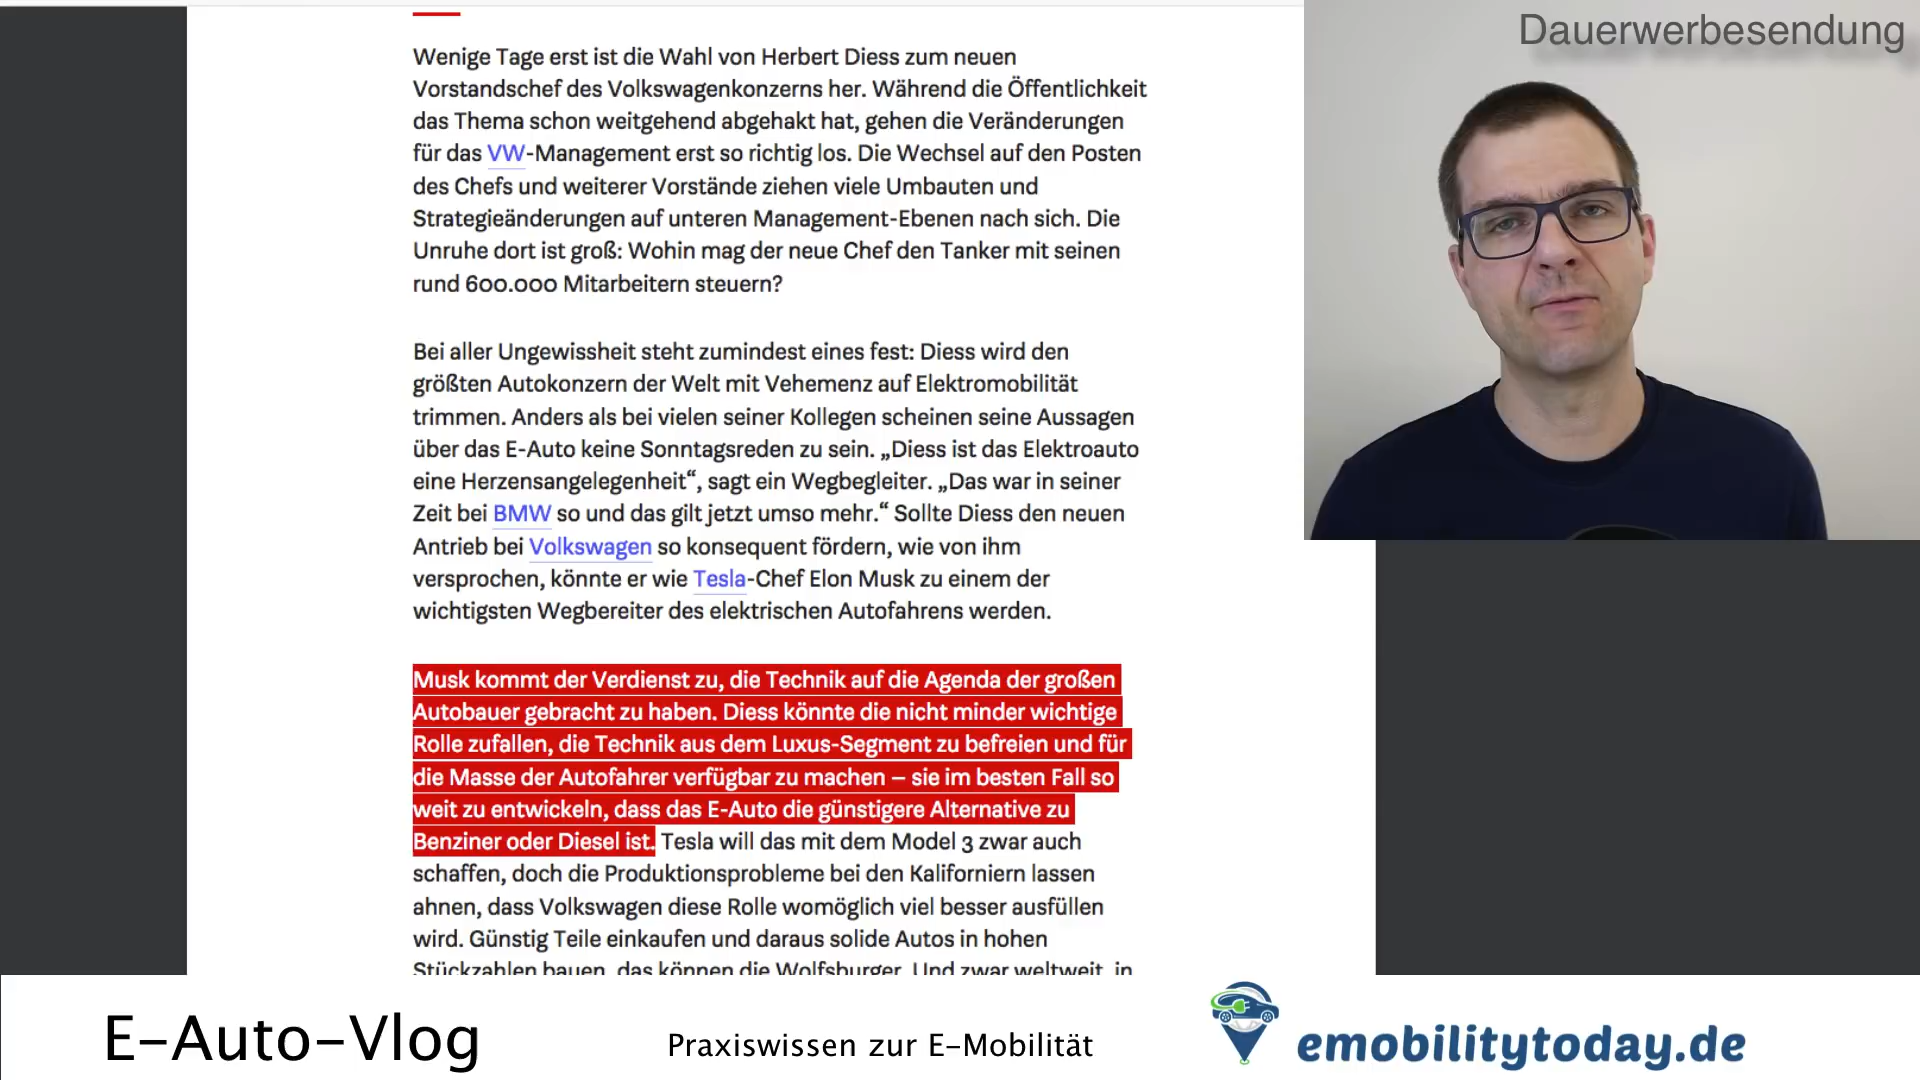 Dauerwerbesendung
Wenige Tage erst ist die Wahl von Herbert Diess zum neuen
Vorstandschef des Volkswagenkonzerns her. Während die Öffentlichkeit
das Thema schon weitgehend abgehakt hat, gehen die Veränderungen
für das VW-Management erst so richtig los. Die Wechsel auf den Posten
des Chefs und weiterer Vorstände ziehen viele Umbauten und
Strategieänderungen auf unteren Management-Ebenen nach sich. Die
Unruhe dort ist groß: Wohin mag der neue Chef den Tanker mit seinen
rund 600.000 Mitarbeitern steuern?
Bei aller Ungewissheit steht zumindest eines fest: Diess wird den
größten Autokonzern der Welt mit Vehemenz auf Elektromobilität
trimmen. Anders als bei vielen seiner Kollegen scheinen seine Aussagen
über das E-Auto keine Sonntagsreden zu sein. „Diess ist das Elektroauto
eine Herzensangelegenheit“, sagt ein Wegbegleiter. „Das war in seiner
Zeit bei BMW so und das gilt jetzt umso mehr.“ Sollte Diess den neuen
Antrieb bei Volkswagen so konsequent fördern, wie von ihm
versprochen, könnte er wie Tesla-Chef Elon Musk zu einem der
wichtigsten Wegbereiter des elektrischen Autofahrens werden.
Musk kommt der Verdienst zu, die Technik auf die Agenda der großen
Autobauer gebracht zu haben. Diess könnte die nicht minder wichtige
Rolle zufallen, die Technik aus dem Luxus-Segment zu befreien und für
die Masse der Autofahrer verfügbar zu machen – sie im besten Fall so
weit zu entwickeln, dass das E-Auto die günstigere Alternative zu
Benziner oder Diesel ist. Tesla will das mit dem Model 3 zwar auch
schaffen, doch die Produktionsprobleme bei den Kaliforniern lassen
ahnen, dass Volkswagen diese Rolle womöglich viel besser ausfüllen
wird. Günstig Teile einkaufen und daraus solide Autos in hohen
Stückzahlen bauen, das können die Wolfsburger. Und zwar weltweit, in
E-Auto-Vlog
Praxiswissen zur E-Mobilität
emobilitytoday.de